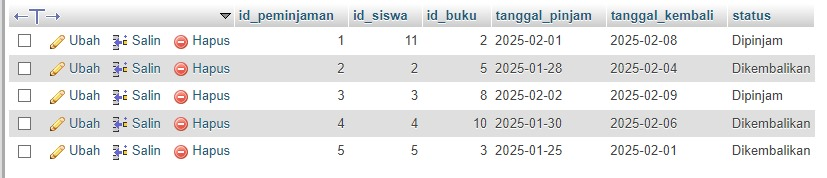 ←T→ id_peminjaman id_siswa id_buku tanggal_pinjam tanggal_kembali status
Ubah Salin Hapus 1 11 2 2025-02-01 2025-02-08 Dipinjam
Ubah Salin Hapus 2 2 5 2025-01-28 2025-02-04 Dikembalikan
Ubah Salin Hapus 3 3 8 2025-02-02 2025-02-09 Dipinjam
Ubah Salin Hapus 4 4 10 2025-01-30 2025-02-06 Dikembalikan
Ubah Salin Hapus 5 5 3 2025-01-25 2025-02-01 Dikembalikan